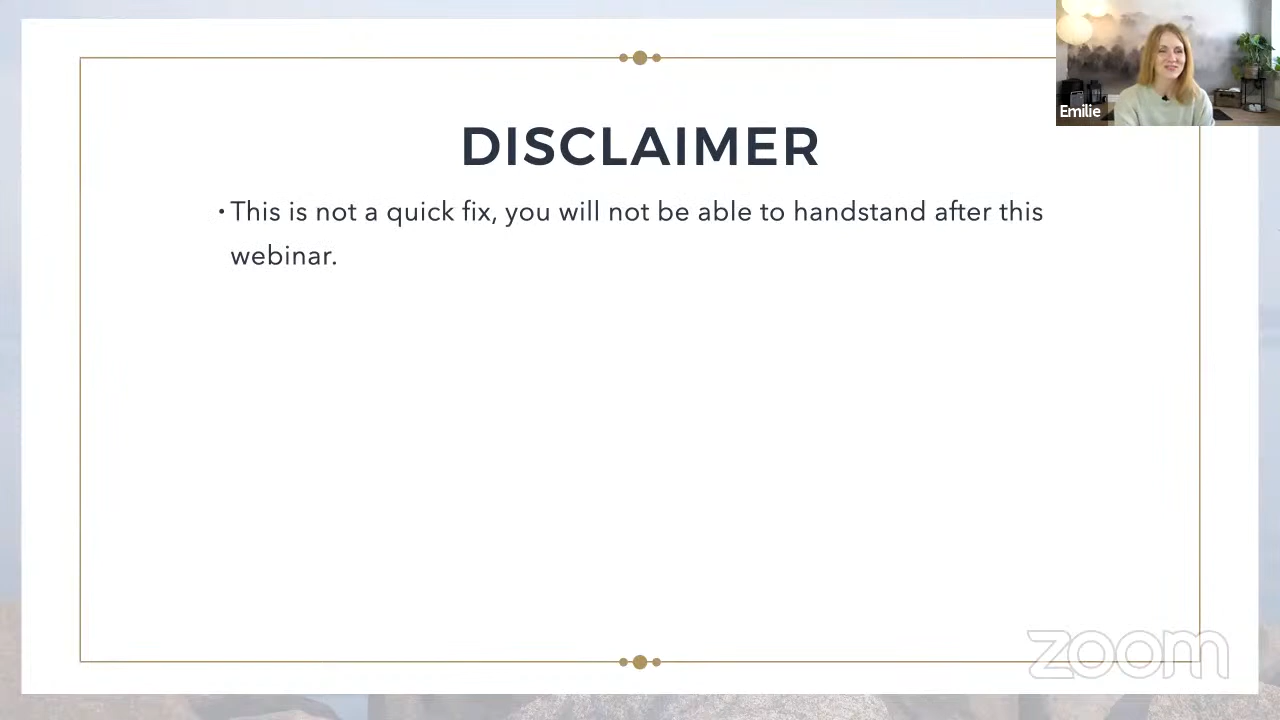 Emilie
DISCLAIMER
• This is not a quick fix, you will not be able to handstand after this
webinar.
zoom